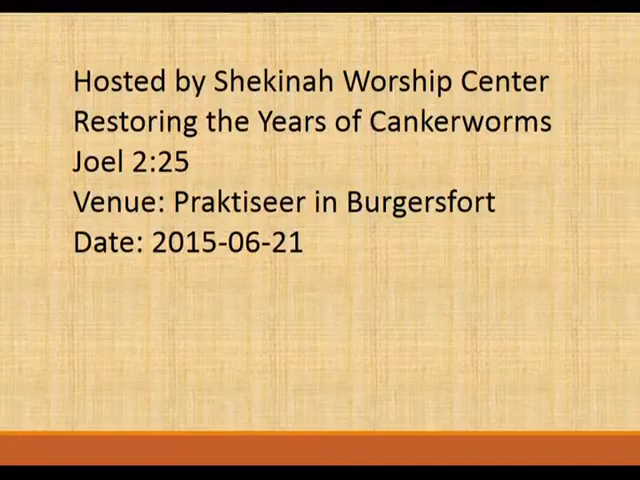 Hosted by Shekinah Worship Center
Restoring the Years of Cankerworms
Joel 2:25
Venue: Praktiseer in Burgersfort
Date: 2015-06-21